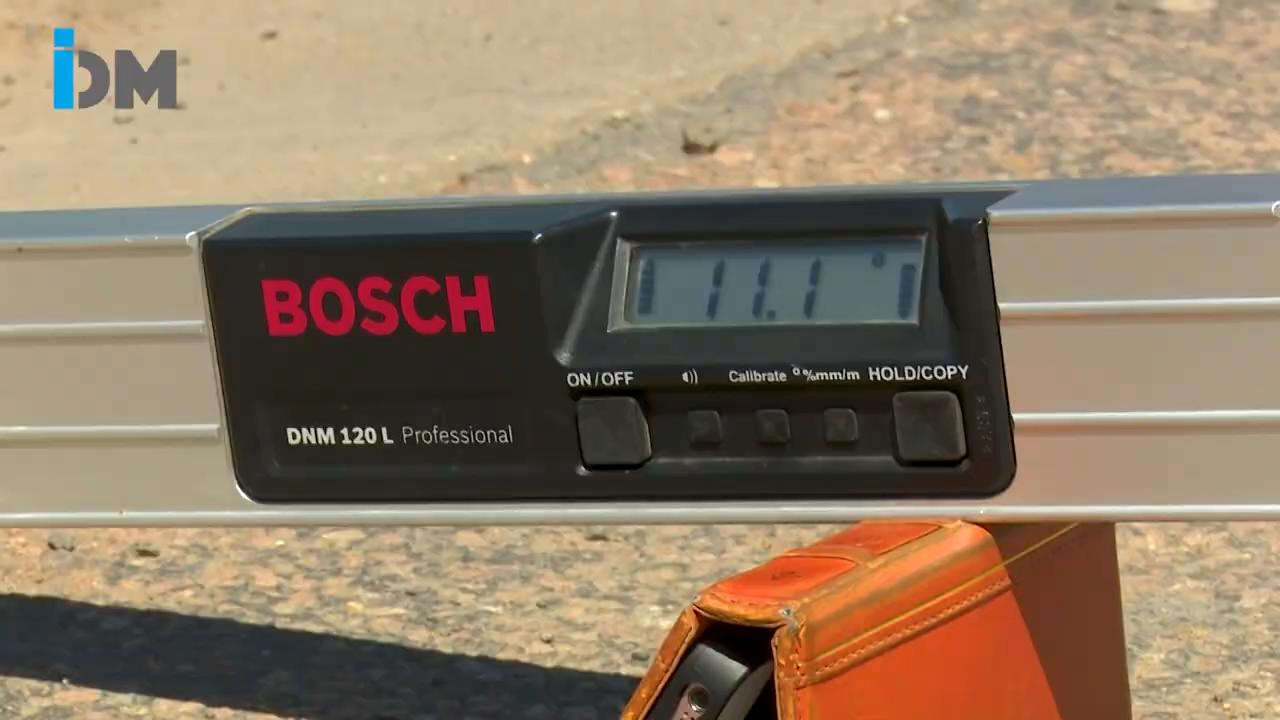 iDM
BOSCH
11.1°
ON/OFF Calibrate °%mm/m HOLD/COPY
DNM 120 L Professional